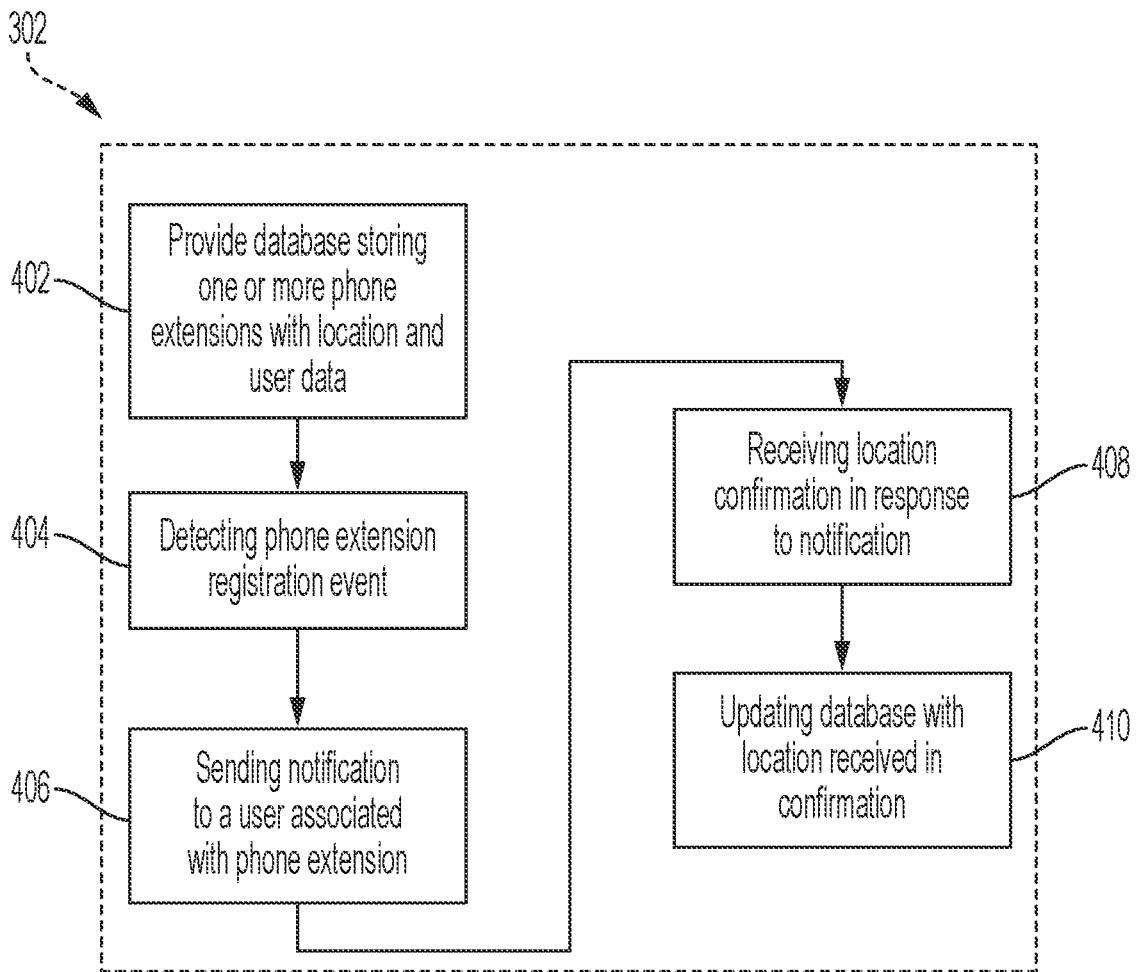 302
402
Provide database storing
one or more phone
extensions with location and
user data
404
Detecting phone extension
registration event
406
Sending notification
to a user associated
with phone extension
Receiving location
confirmation in response
to notification
408
Updating database with
location received in
confirmation
410